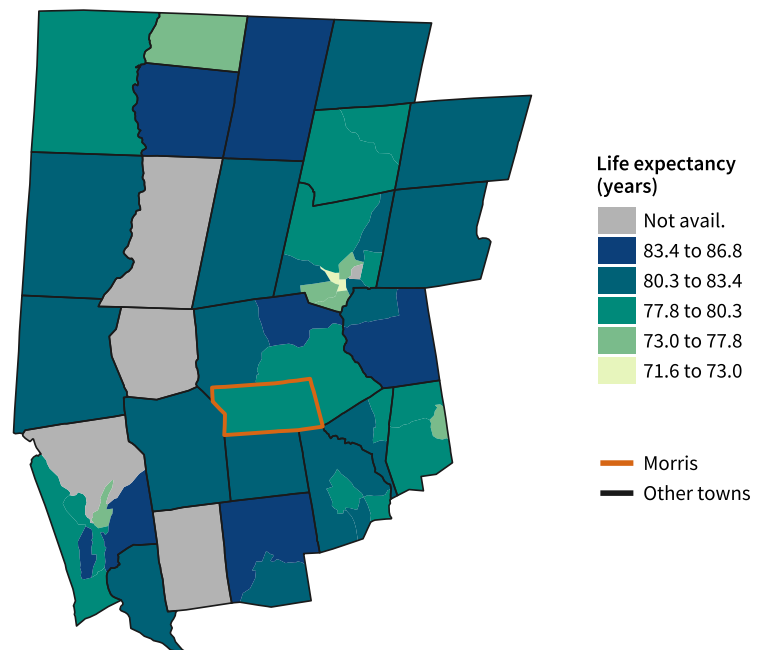 Life expectancy
(years)
Not avail.
83.4 to 86.8
80.3 to 83.4
77.8 to 80.3
73.0 to 77.8
71.6 to 73.0
Morris
Other towns